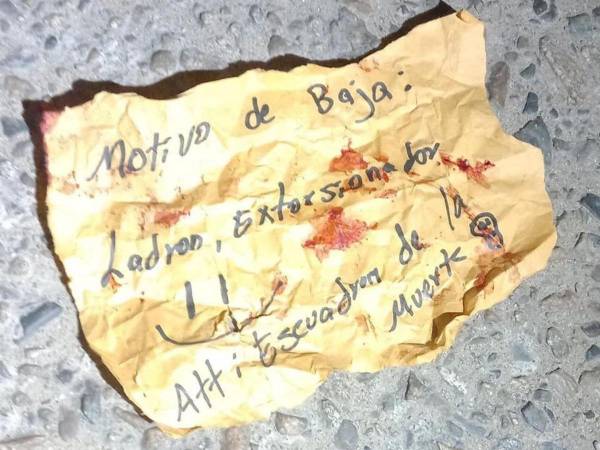 Motivo de Baja:
Ladron, Extorsionador
Att: Escuadron de la
Muerte